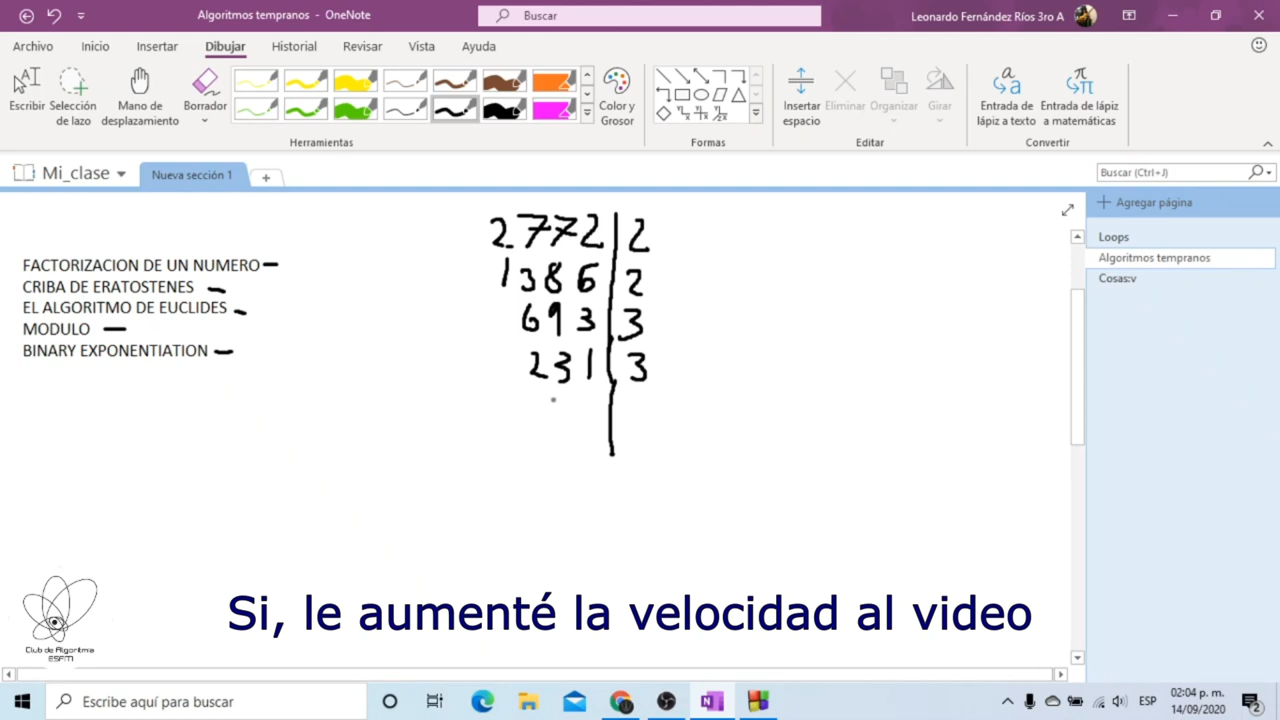 Algoritmos tempranos - OneNote
Buscar
Leonardo Fernández Ríos 3ro A
Archivo Inicio Insertar Dibujar Historial Revisar Vista Ayuda
Escribir
Selección de lazo
Mano de desplazamiento
Borrador
Color y Grosor
Insertar espacio
Eliminar
Organizar
Girar
Entrada de lápiz a texto
Entrada de lápiz a matemáticas
Herramientas
Formas
Editar
Convertir
Mi_clase
Nueva sección 1
Buscar (Ctrl+J)
Agregar página
Loops
Algoritmos tempranos
Cosas:v
FACTORIZACION DE UN NUMERO
CRIBA DE ERATOSTENES
EL ALGORITMO DE EUCLIDES
MODULO
BINARY EXPONENTIATION
2772 | 2
1386 | 2
693 | 3
231 | 3
Si, le aumenté la velocidad al video
Club de Algoritmia
ESFM
Escribe aquí para buscar
ESP
02:04 p. m.
14/09/2020
2